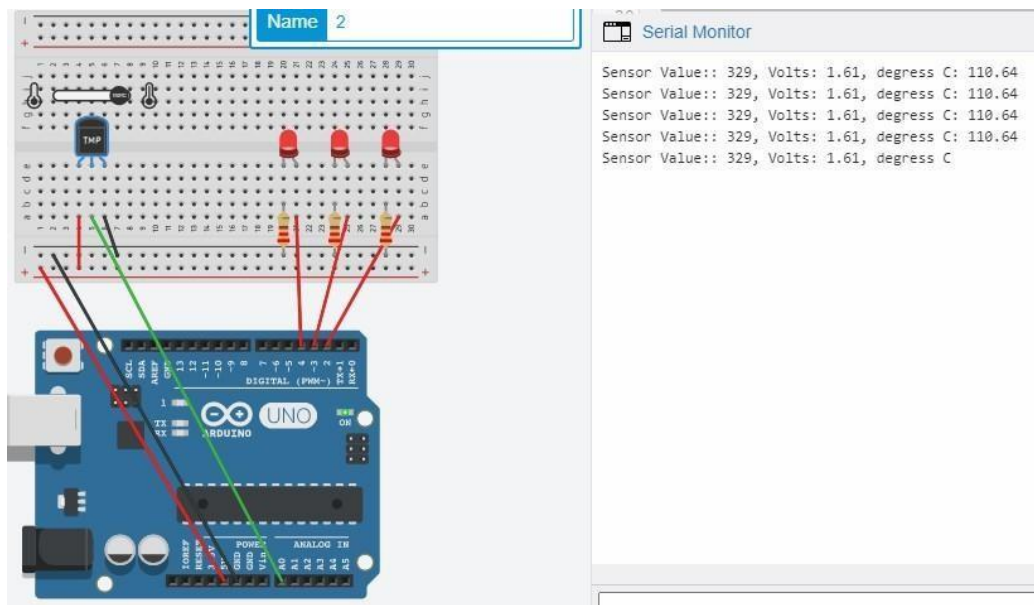 Name 2
Serial Monitor
Sensor Value:: 329, Volts: 1.61, degress C: 110.64
Sensor Value:: 329, Volts: 1.61, degress C: 110.64
Sensor Value:: 329, Volts: 1.61, degress C: 110.64
Sensor Value:: 329, Volts: 1.61, degress C: 110.64
Sensor Value:: 329, Volts: 1.61, degress C
TMP
SCL
SDA
AREF
GND
13
12
~11
~10
~9
8
7
~6
~5
4
~3
2
TX→1
RX←0
DIGITAL (PWM~)
TX
RX
ARDUINO
UNO
ON
IOREF
RESET
GND
GND
Vin
POWER
ANALOG IN
A0
A1
A2
A3
A4
A5